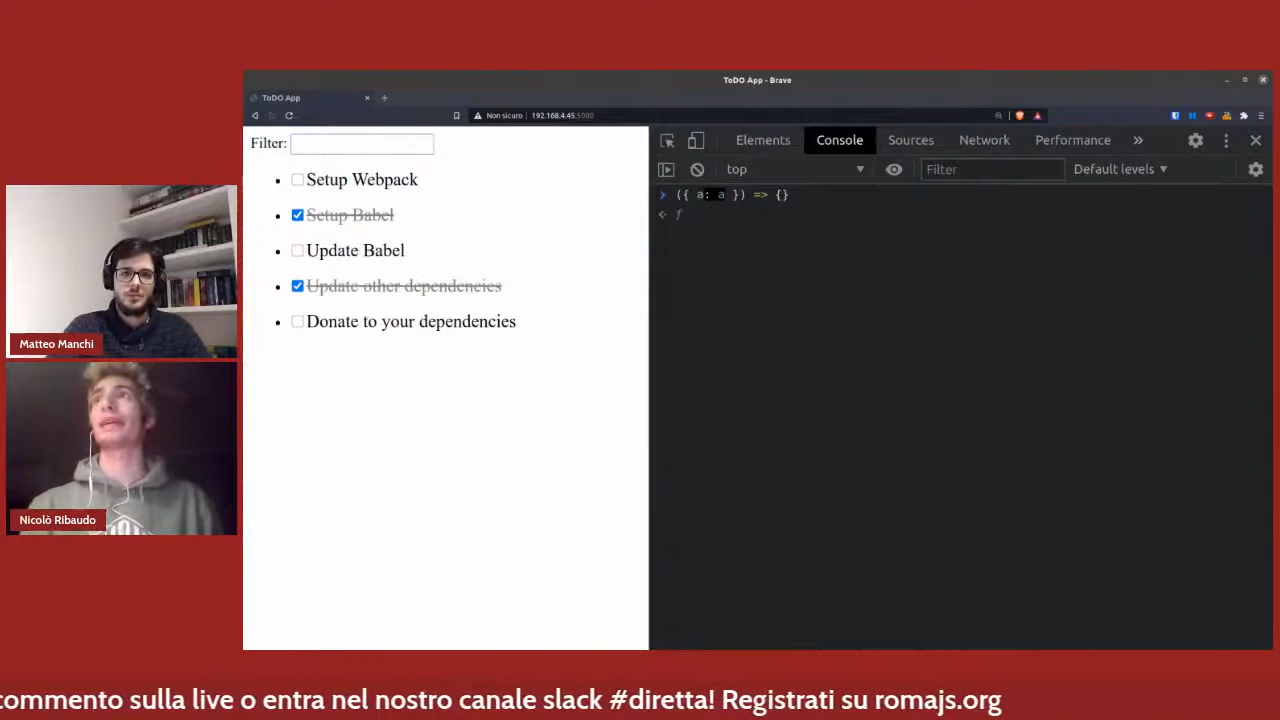 ToDO App - Brave
ToDO App
Non sicuro | 192.168.4.45:5000
Filter:
Setup Webpack
Setup Babel
Update Babel
Update other dependencies
Donate to your dependencies
Elements Console Sources Network Performance »
top Filter Default levels
({ a: a }) => {}
f
Matteo Manchi
Nicolò Ribaudo
commento sulla live o entra nel nostro canale slack #diretta! Registrati su romajs.org